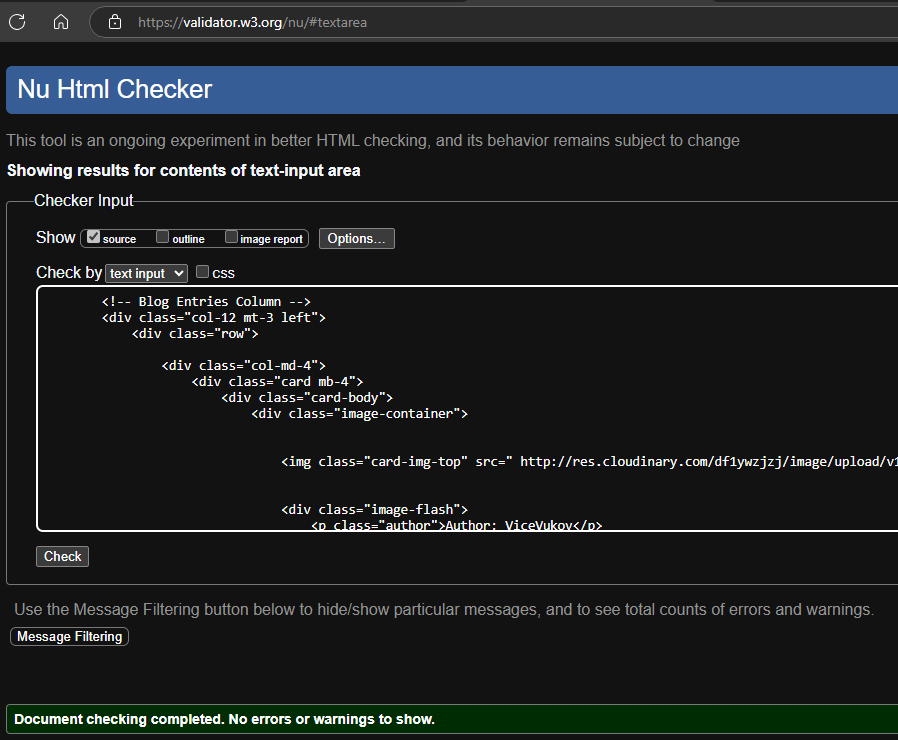 https://validator.w3.org/nu/#textarea
Nu Html Checker
This tool is an ongoing experiment in better HTML checking, and its behavior remains subject to change
Showing results for contents of text-input area
Checker Input
Show source outline image report Options...
Check by text input css
<!-- Blog Entries Column -->
<div class="col-12 mt-3 left">
<div class="row">
<div class="col-md-4">
<div class="card mb-4">
<div class="card-body">
<div class="image-container">
<img class="card-img-top" src=" http://res.cloudinary.com/df1ywzjzj/image/upload/v1
<div class="image-flash">
<p class="author">Author: ViceVukov</p>
Check
Use the Message Filtering button below to hide/show particular messages, and to see total counts of errors and warnings.
Message Filtering
Document checking completed. No errors or warnings to show.